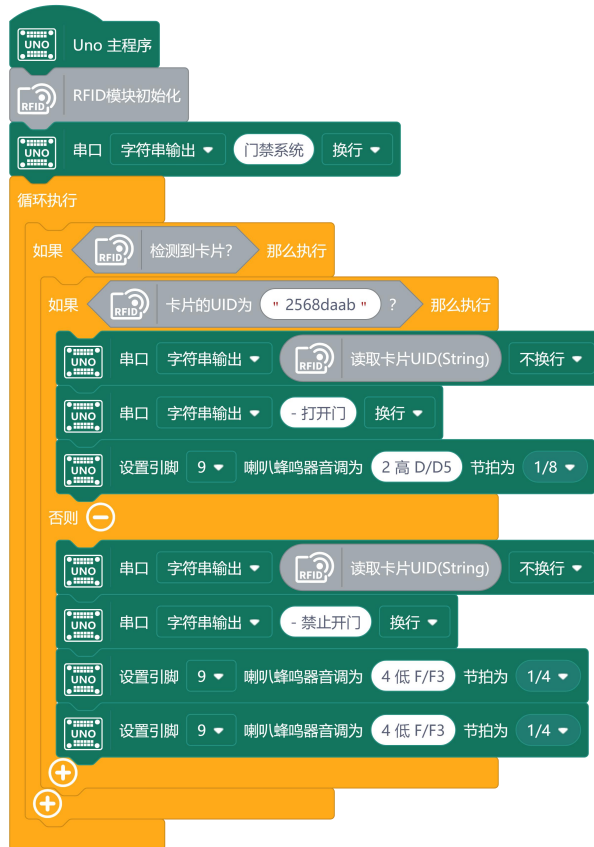 UNO Uno 主程序
RFID RFID模块初始化
UNO 串口 字符串输出 门禁系统 换行
循环执行
如果 RFID 检测到卡片? 那么执行
如果 RFID 卡片的UID为 " 2568daab " ? 那么执行
UNO 串口 字符串输出 RFID 读取卡片UID(String) 不换行
UNO 串口 字符串输出 - 打开门 换行
UNO 设置引脚 9 喇叭蜂鸣器音调为 2 高 D/D5 节拍为 1/8
否则
UNO 串口 字符串输出 RFID 读取卡片UID(String) 不换行
UNO 串口 字符串输出 - 禁止开门 换行
UNO 设置引脚 9 喇叭蜂鸣器音调为 4 低 F/F3 节拍为 1/4
UNO 设置引脚 9 喇叭蜂鸣器音调为 4 低 F/F3 节拍为 1/4